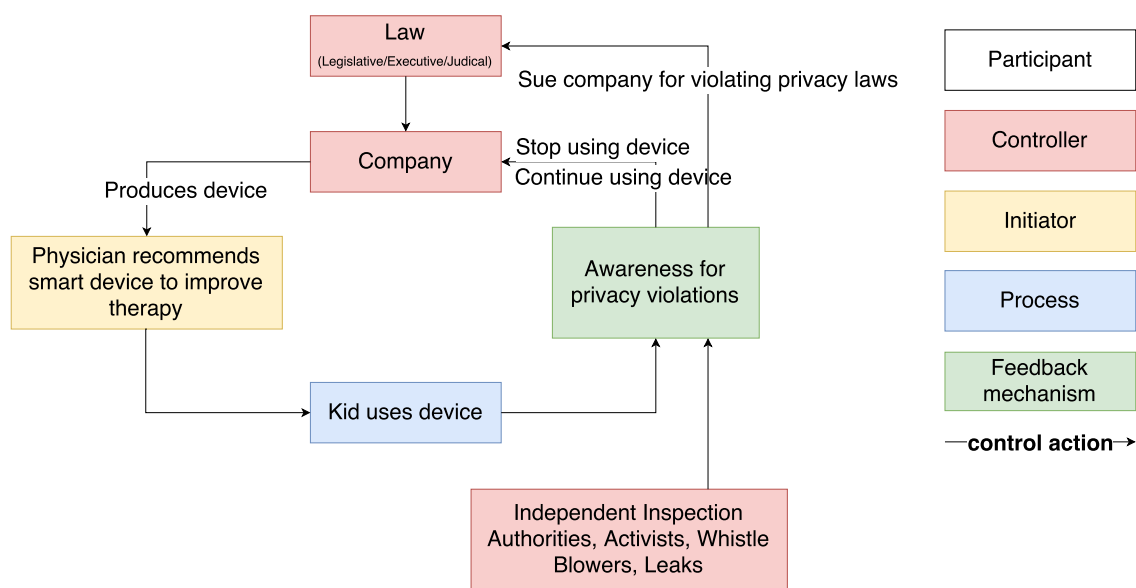 Law
(Legislative/Executive/Judical)
Sue company for violating privacy laws
Company
Stop using device
Continue using device
Produces device
Physician recommends
smart device to improve
therapy
Awareness for
privacy violations
Kid uses device
Independent Inspection
Authorities, Activists, Whistle
Blowers, Leaks
Participant
Controller
Initiator
Process
Feedback
mechanism
control action